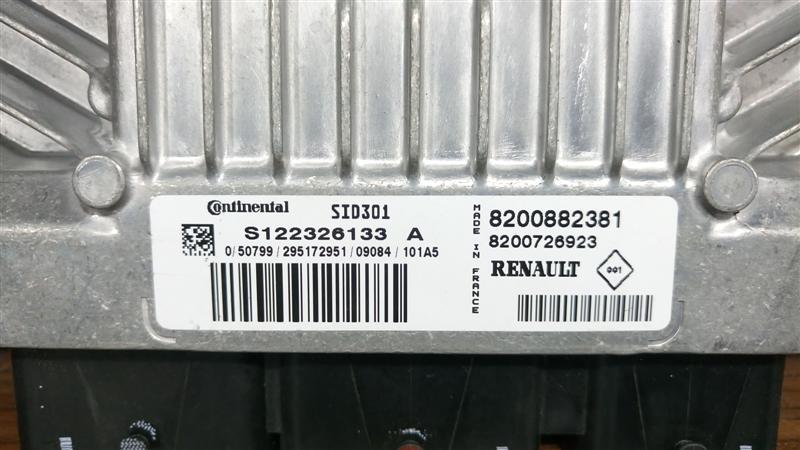 Continental SID301
S122326133 A
0/50799/295172951/09084/101A5
MADE IN FRANCE
8200882381
8200726923
RENAULT 001